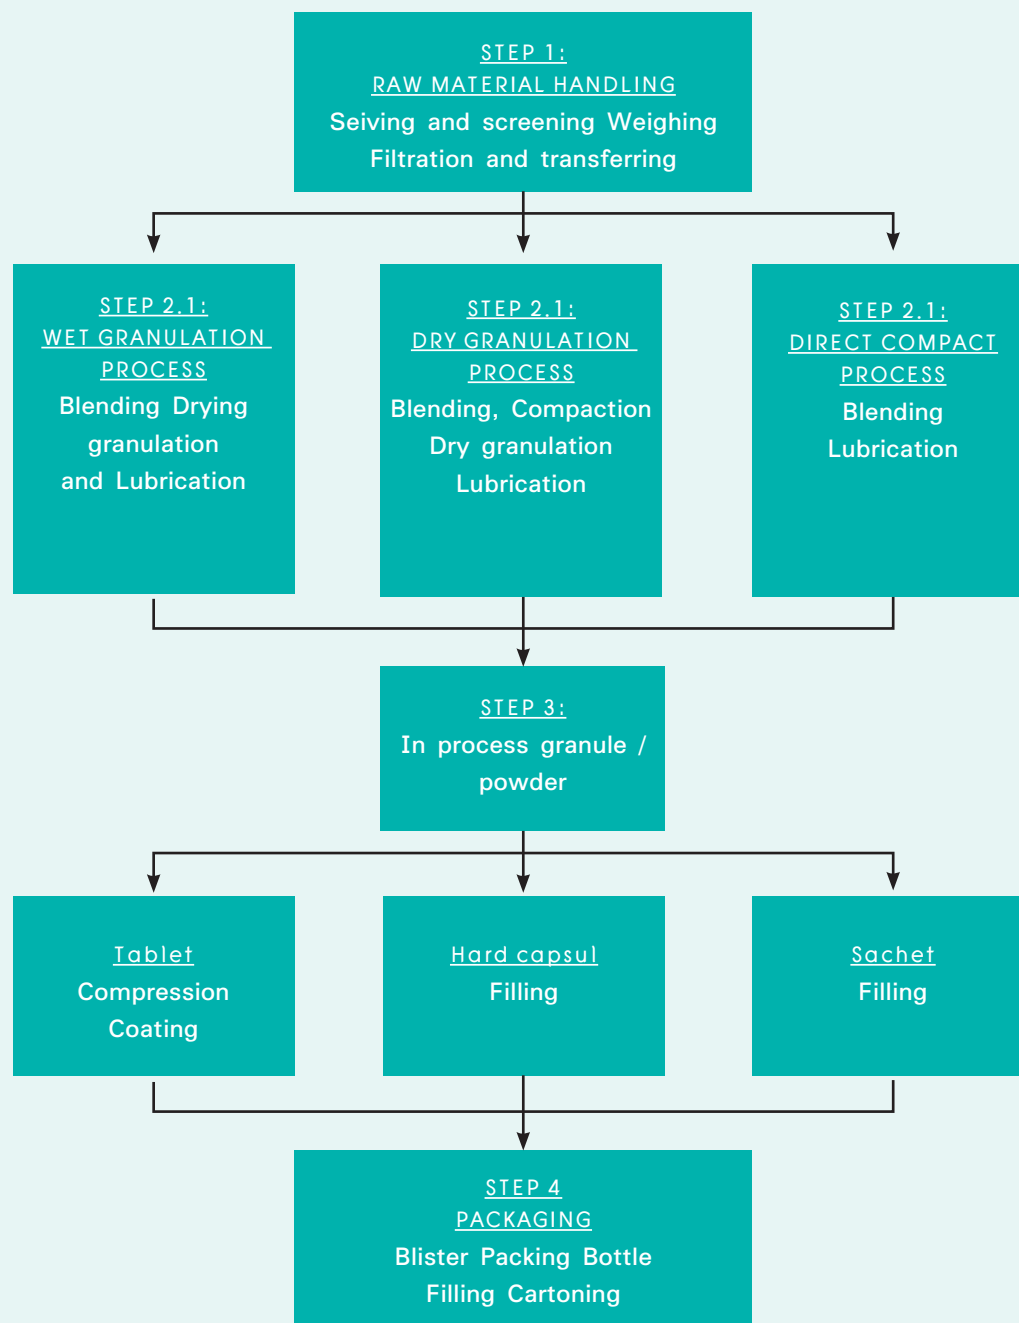 STEP 1:
RAW MATERIAL HANDLING
Seiving and screening Weighing
Filtration and transferring
STEP 2.1:
WET GRANULATION
PROCESS
Blending Drying
granulation
and Lubrication
STEP 2.1:
DRY GRANULATION
PROCESS
Blending, Compaction
Dry granulation
Lubrication
STEP 2.1:
DIRECT COMPACT
PROCESS
Blending
Lubrication
STEP 3:
In process granule /
powder
Tablet
Compression
Coating
Hard capsul
Filling
Sachet
Filling
STEP 4
PACKAGING
Blister Packing Bottle
Filling Cartoning